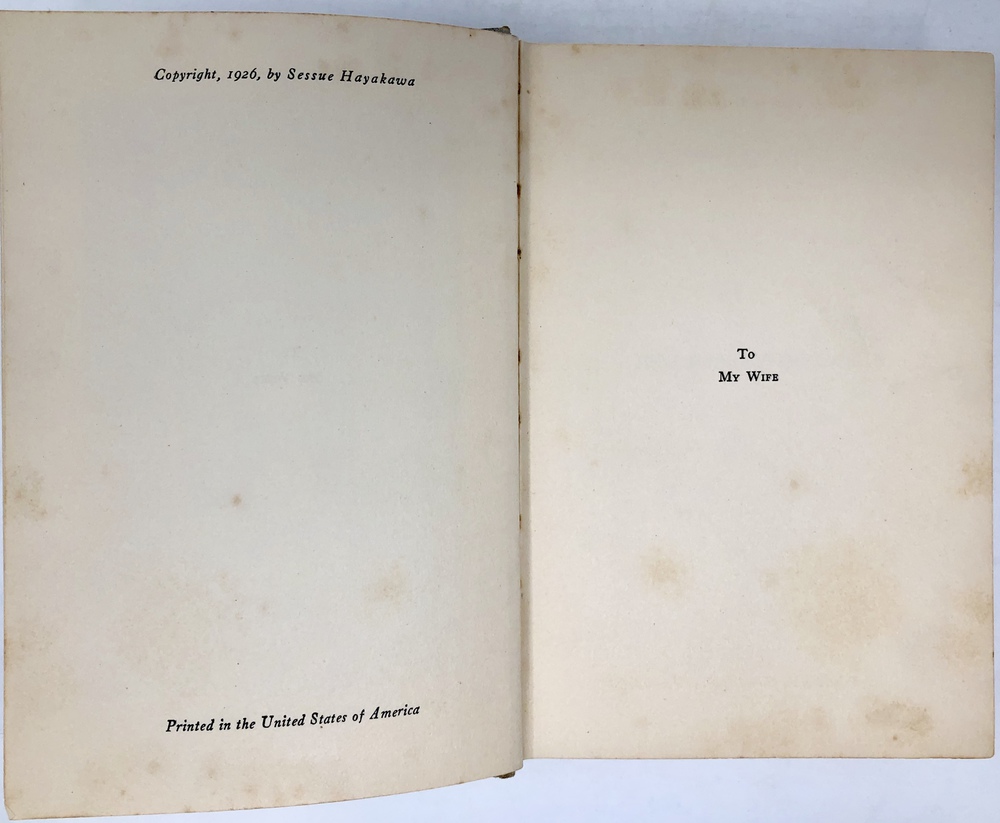 Copyright, 1926, by Sessue Hayakawa
Printed in the United States of America
To
My Wife